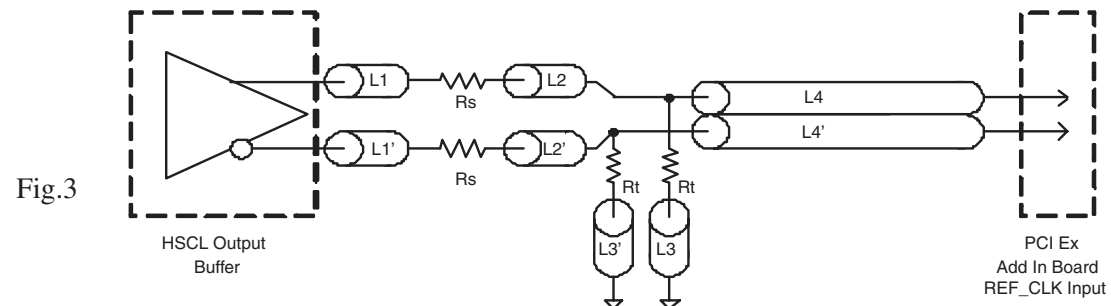 L1
Rs
L2
L4
L1'
Rs
L2'
L4'
Fig.3
Rt
Rt
L3'
L3
HSCL Output
Buffer
PCI Ex
Add In Board
REF_CLK Input